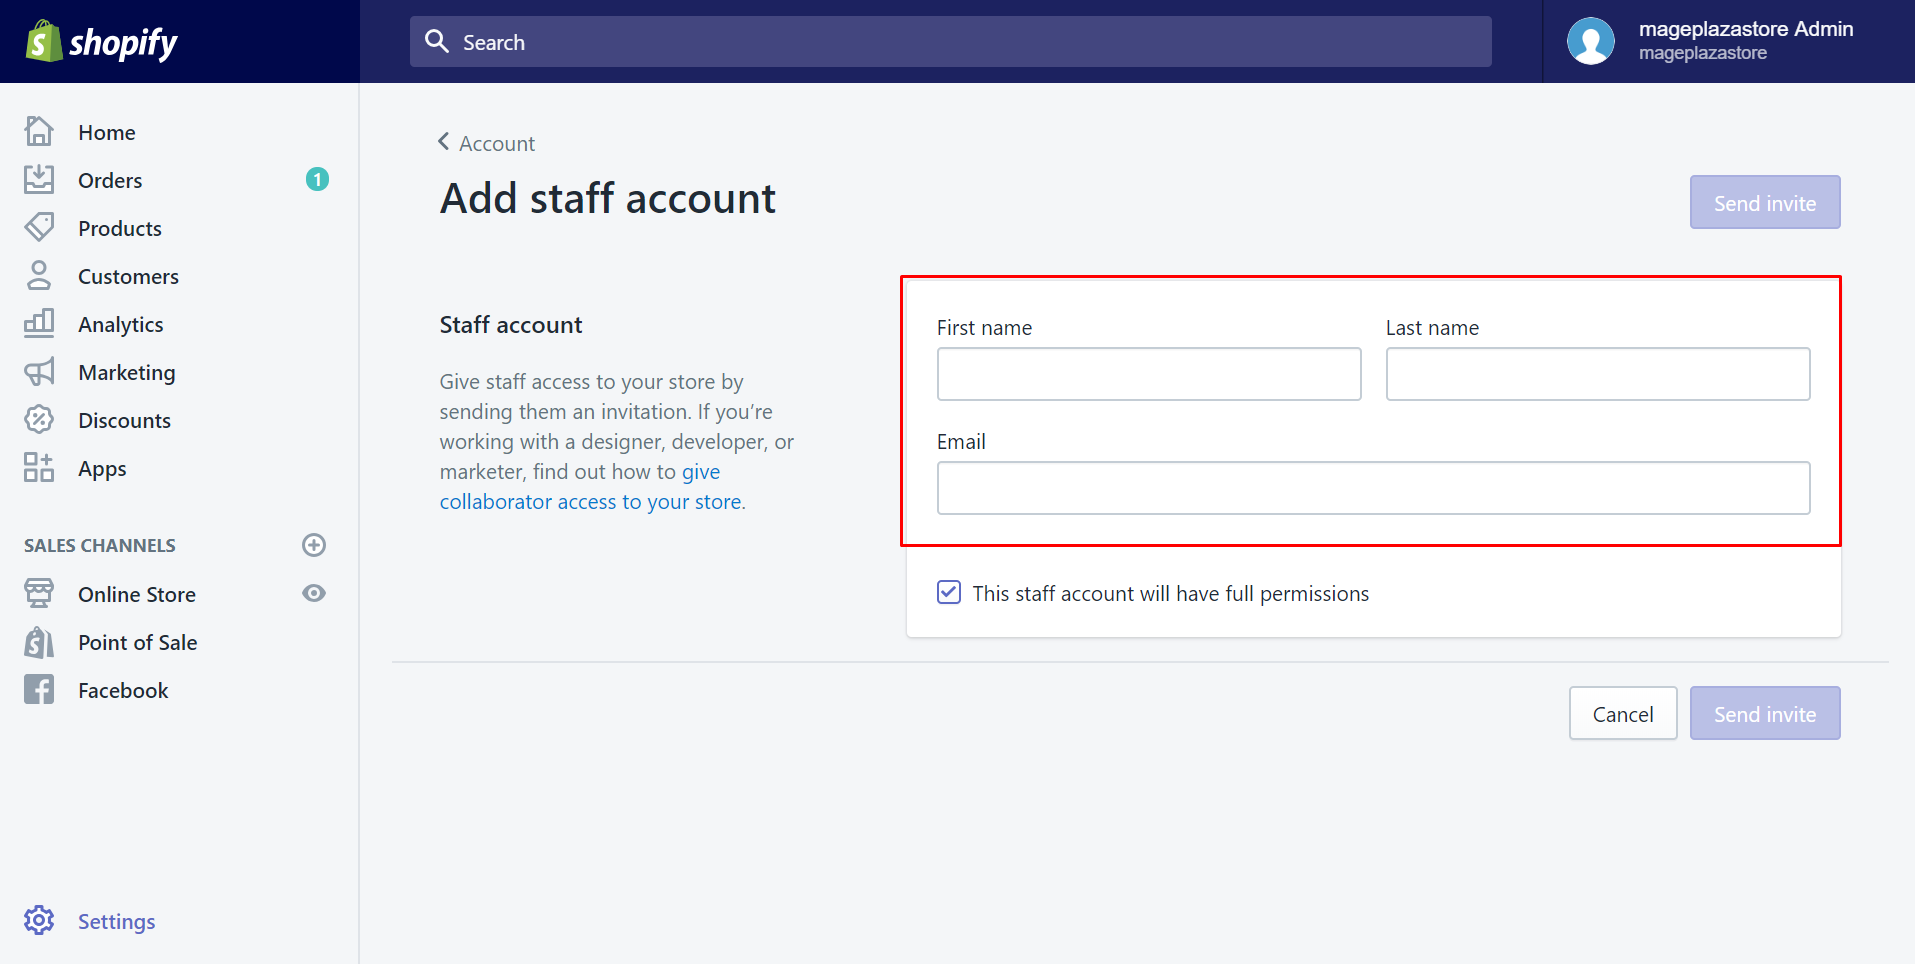 shopify
Search
mageplazastore Admin
mageplazastore
Home
Orders
1
Products
Customers
Analytics
Marketing
Discounts
Apps
SALES CHANNELS
Online Store
Point of Sale
Facebook
Settings
Account
Add staff account
Send invite
Staff account
Give staff access to your store by
sending them an invitation. If you're
working with a designer, developer, or
marketer, find out how to give
collaborator access to your store.
First name
Last name
Email
This staff account will have full permissions
Cancel
Send invite